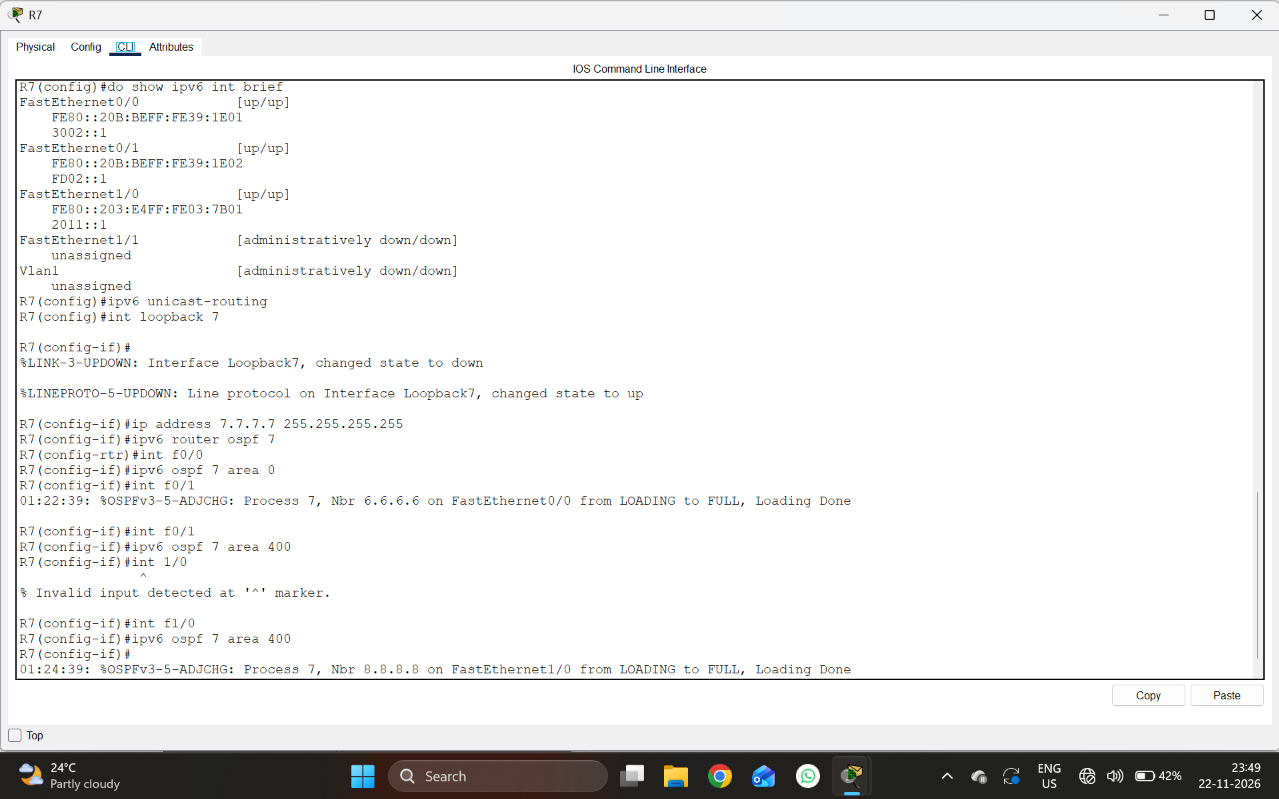 R7
Physical Config CLI Attributes
IOS Command Line Interface
R7(config)#do show ipv6 int brief
FastEthernet0/0 [up/up]
FE80::20B:BEFF:FE39:1E01
3002::1
FastEthernet0/1 [up/up]
FE80::20B:BEFF:FE39:1E02
FD02::1
FastEthernet1/0 [up/up]
FE80::203:E4FF:FE03:7B01
2011::1
FastEthernet1/1 [administratively down/down]
unassigned
Vlan1 [administratively down/down]
unassigned
R7(config)#ipv6 unicast-routing
R7(config)#int loopback 7
R7(config-if)#
%LINK-3-UPDOWN: Interface Loopback7, changed state to down
%LINEPROTO-5-UPDOWN: Line protocol on Interface Loopback7, changed state to up
R7(config-if)#ip address 7.7.7.7 255.255.255.255
R7(config-if)#ipv6 router ospf 7
R7(config-rtr)#int f0/0
R7(config-if)#ipv6 ospf 7 area 0
R7(config-if)#int f0/1
01:22:39: %OSPFv3-5-ADJCHG: Process 7, Nbr 6.6.6.6 on FastEthernet0/0 from LOADING to FULL, Loading Done
R7(config-if)#int f0/1
R7(config-if)#ipv6 ospf 7 area 400
R7(config-if)#int 1/0
^
% Invalid input detected at '^' marker.
R7(config-if)#int f1/0
R7(config-if)#ipv6 ospf 7 area 400
R7(config-if)#
01:24:39: %OSPFv3-5-ADJCHG: Process 7, Nbr 8.8.8.8 on FastEthernet1/0 from LOADING to FULL, Loading Done
Copy Paste
Top
24°C
Partly cloudy
Search
ENG
US
42%
23:49
22-11-2026